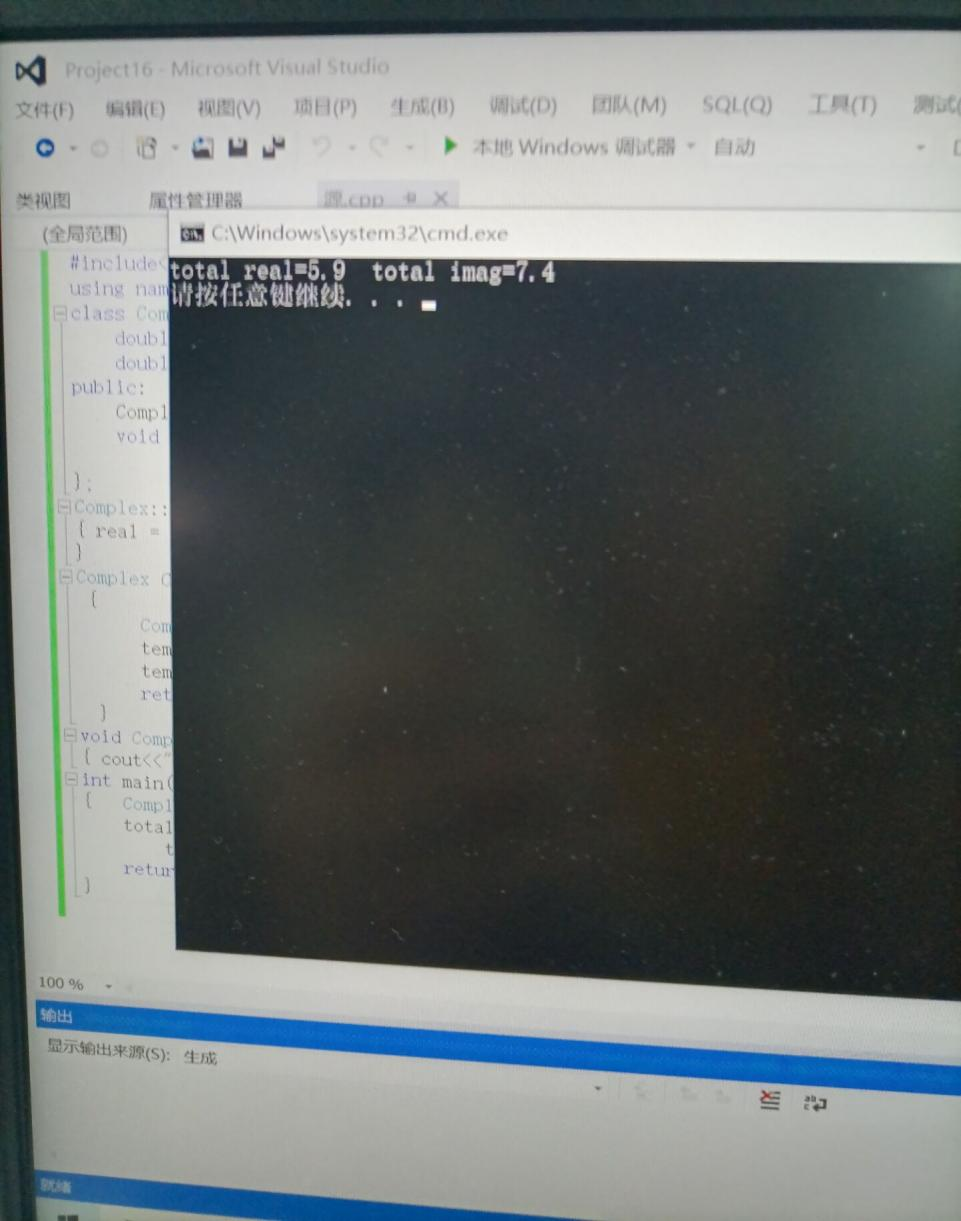 Project16 - Microsoft Visual Studio
文件(F) 编辑(E) 视图(V) 项目(P) 生成(B) 调试(D) 团队(M) SQL(Q) 工具(T) 测试(
本地 Windows 调试器 自动
类视图 属性管理器 源.cpp
(全局范围)
C:\Windows\system32\cmd.exe
total real=5.9 total imag=7.4
请按任意键继续. . .
#include<
using nam
class Com
doubl
doubl
public:
Compl
void
};
Complex::
{ real =
}
Complex C
{
Com
tem
tem
ret
}
void Comp
{ cout<<"
int main(
{ Compl
total
t
retur
}
100 %
输出
显示输出来源(S): 生成
就绪